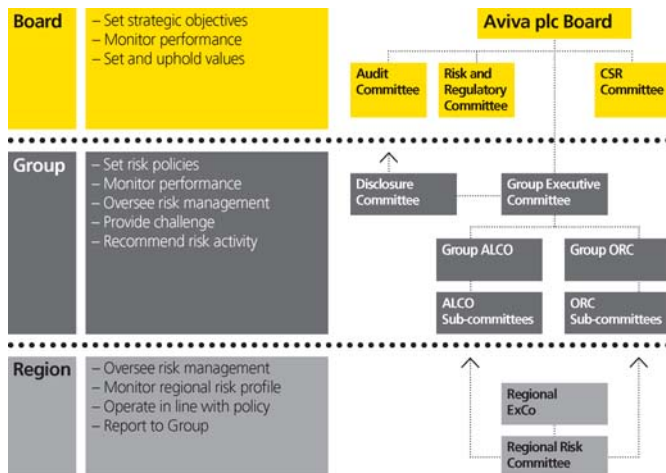 Board
– Set strategic objectives
– Monitor performance
– Set and uphold values
Aviva plc Board
Audit
Committee
Risk and
Regulatory
Committee
CSR
Committee
Group
– Set risk policies
– Monitor performance
– Oversee risk management
– Provide challenge
– Recommend risk activity
Disclosure
Committee
Group Executive
Committee
Group ALCO
Group ORC
ALCO
Sub-committees
ORC
Sub-committees
Region
– Oversee risk management
– Monitor regional risk profile
– Operate in line with policy
– Report to Group
Regional
ExCo
Regional Risk
Committee